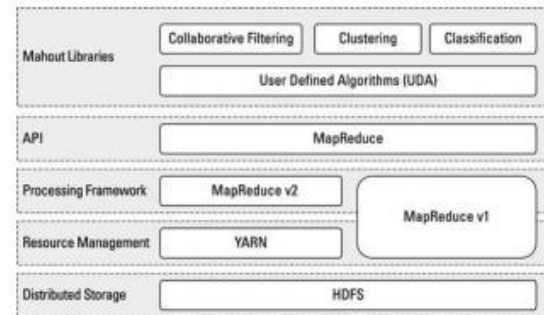 Collaborative Filtering Clustering Classification
Mahout Libraries
User Defined Algorithms (UDA)
API MapReduce
Processing Framework MapReduce v2
MapReduce v1
Resource Management YARN
Distributed Storage HDFS